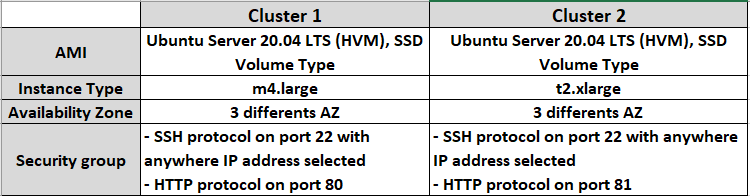 Cluster 1 Cluster 2
AMI
Ubuntu Server 20.04 LTS (HVM), SSD
Volume Type
Ubuntu Server 20.04 LTS (HVM), SSD
Volume Type
Instance Type m4.large t2.xlarge
Availability Zone 3 differents AZ 3 differents AZ
Security group
- SSH protocol on port 22 with
anywhere IP address selected
- HTTP protocol on port 80
- SSH protocol on port 22 with anywhere
IP address selected
- HTTP protocol on port 81